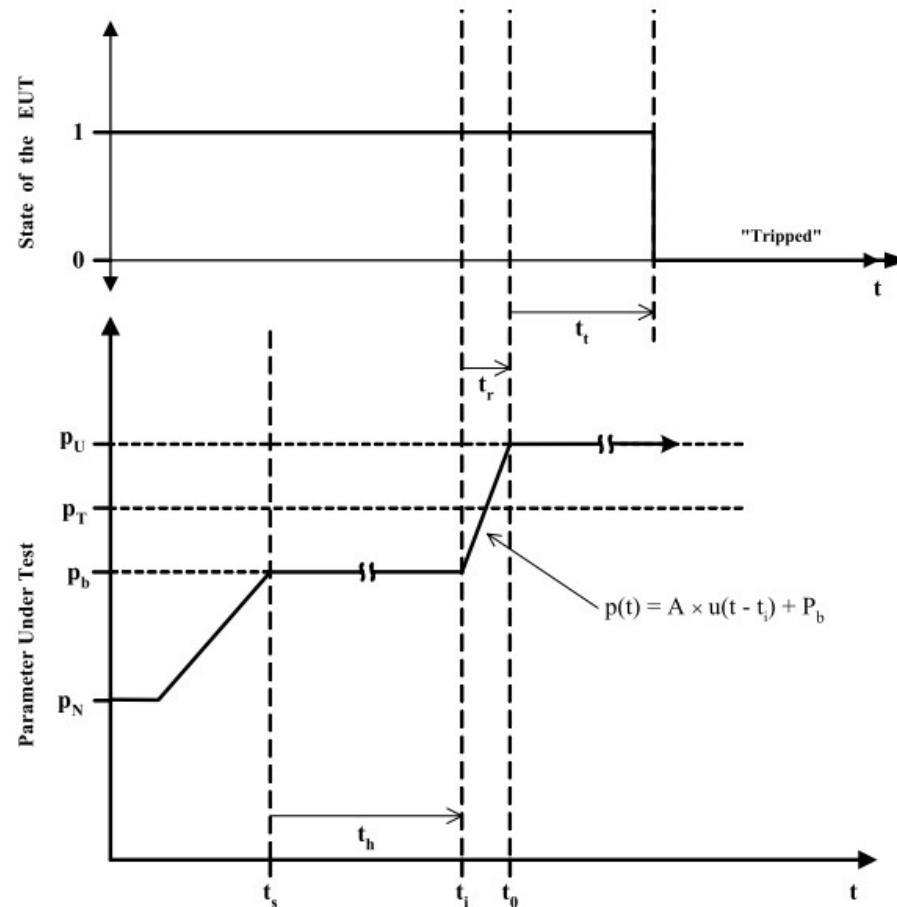 State of the EUT
1
0
"Tripped"
t
t_t
t_r
p_U
p_T
p_b
p_N
Parameter Under Test
p(t) = A × u(t - t_i) + P_b
t_h
t_s
t_i
t_0
t